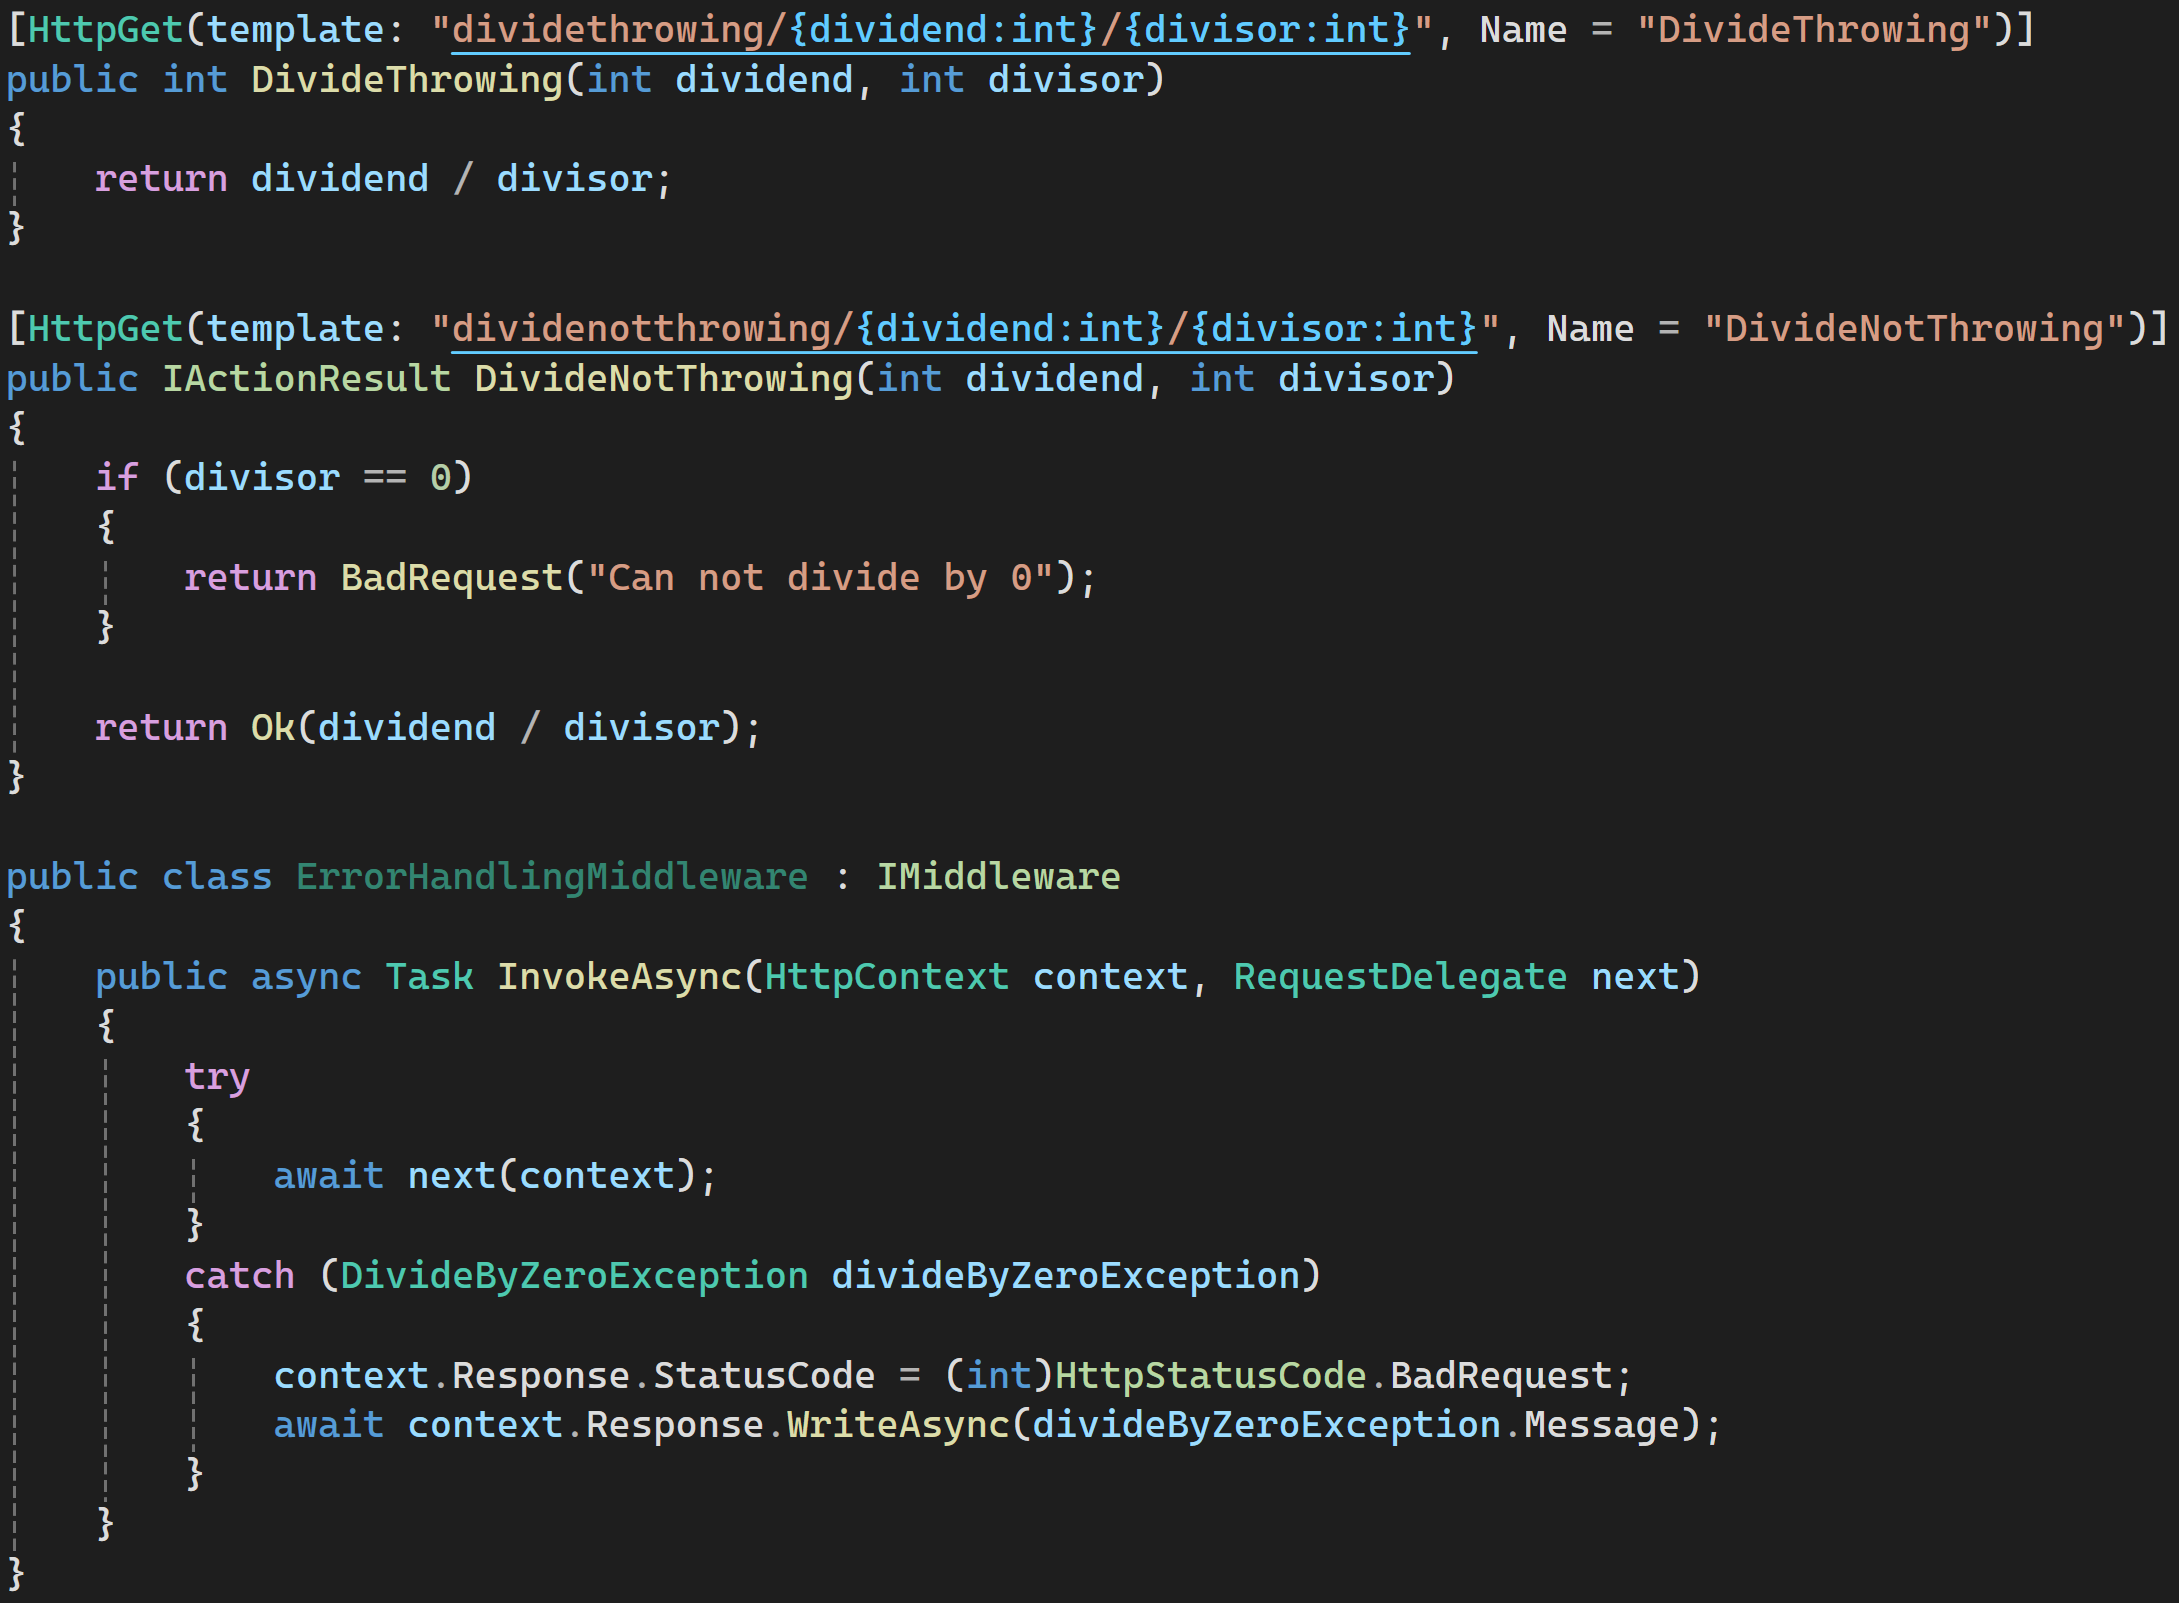 [HttpGet(template: "dividethrowing/{dividend:int}/{divisor:int}", Name = "DivideThrowing")]
public int DivideThrowing(int dividend, int divisor)
{
    return dividend / divisor;
}

[HttpGet(template: "dividenotthrowing/{dividend:int}/{divisor:int}", Name = "DivideNotThrowing")]
public IActionResult DivideNotThrowing(int dividend, int divisor)
{
    if (divisor == 0)
    {
        return BadRequest("Can not divide by 0");
    }

    return Ok(dividend / divisor);
}

public class ErrorHandlingMiddleware : IMiddleware
{
    public async Task InvokeAsync(HttpContext context, RequestDelegate next)
    {
        try
        {
            await next(context);
        }
        catch (DivideByZeroException divideByZeroException)
        {
            context.Response.StatusCode = (int)HttpStatusCode.BadRequest;
            await context.Response.WriteAsync(divideByZeroException.Message);
        }
    }
}